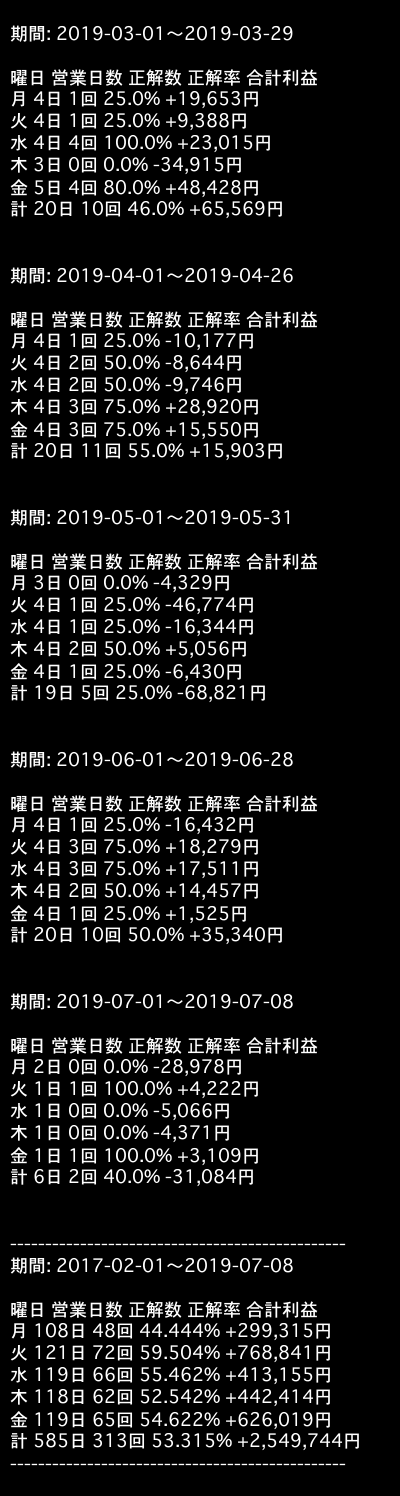 期間: 2019-03-01〜2019-03-29
曜日 営業日数 正解数 正解率 合計利益
月 4日 1回 25.0% +19,653円
火 4日 1回 25.0% +9,388円
水 4日 4回 100.0% +23,015円
木 3日 0回 0.0% -34,915円
金 5日 4回 80.0% +48,428円
計 20日 10回 46.0% +65,569円
期間: 2019-04-01〜2019-04-26
曜日 営業日数 正解数 正解率 合計利益
月 4日 1回 25.0% -10,177円
火 4日 2回 50.0% -8,644円
水 4日 2回 50.0% -9,746円
木 4日 3回 75.0% +28,920円
金 4日 3回 75.0% +15,550円
計 20日 11回 55.0% +15,903円
期間: 2019-05-01〜2019-05-31
曜日 営業日数 正解数 正解率 合計利益
月 3日 0回 0.0% -4,329円
火 4日 1回 25.0% -46,774円
水 4日 1回 25.0% -16,344円
木 4日 2回 50.0% +5,056円
金 4日 1回 25.0% -6,430円
計 19日 5回 25.0% -68,821円
期間: 2019-06-01〜2019-06-28
曜日 営業日数 正解数 正解率 合計利益
月 4日 1回 25.0% -16,432円
火 4日 3回 75.0% +18,279円
水 4日 3回 75.0% +17,511円
木 4日 2回 50.0% +14,457円
金 4日 1回 25.0% +1,525円
計 20日 10回 50.0% +35,340円
期間: 2019-07-01〜2019-07-08
曜日 営業日数 正解数 正解率 合計利益
月 2日 0回 0.0% -28,978円
火 1日 1回 100.0% +4,222円
水 1日 0回 0.0% -5,066円
木 1日 0回 0.0% -4,371円
金 1日 1回 100.0% +3,109円
計 6日 2回 40.0% -31,084円
------------------------------------------------
期間: 2017-02-01〜2019-07-08
曜日 営業日数 正解数 正解率 合計利益
月 108日 48回 44.444% +299,315円
火 121日 72回 59.504% +768,841円
水 119日 66回 55.462% +413,155円
木 118日 62回 52.542% +442,414円
金 119日 65回 54.622% +626,019円
計 585日 313回 53.315% +2,549,744円
------------------------------------------------